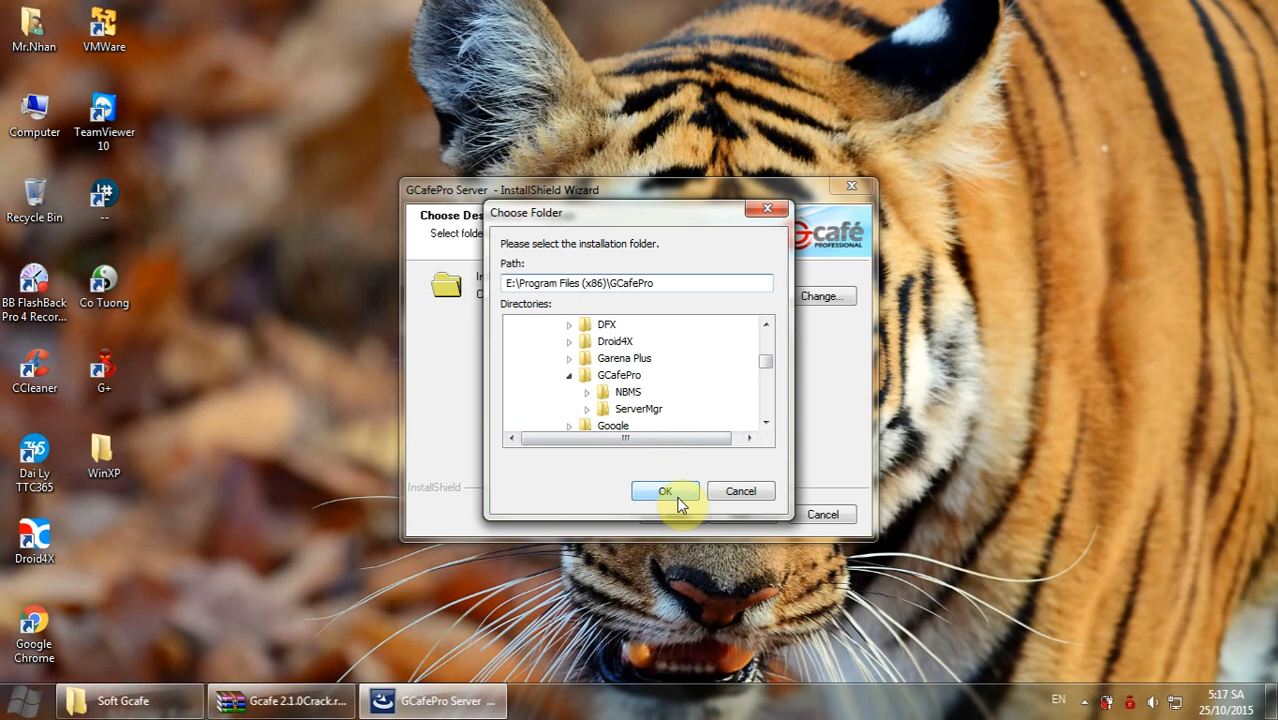 Mr.Nhan
VMWare
Computer
TeamViewer
10
Recycle Bin
--
BB FlashBack
Pro 4 Recor...
Co Tuong
CCleaner
G+
Dai Ly
TTC365
WinXP
Droid4X
Google
Chrome
GCafePro Server - InstallShield Wizard
Choose Des
Select folde
Gcafé
PROFESSIONAL
Change...
InstallShield
Cancel
Choose Folder
Please select the installation folder.
Path:
E:\Program Files (x86)\GCafePro
Directories:
DFX
Droid4X
Garena Plus
GCafePro
NBMS
ServerMgr
Google
OK
Cancel
Soft Gcafe
Gcafe 2.1.0Crack.r...
GCafePro Server ...
EN
5:17 SA
25/10/2015